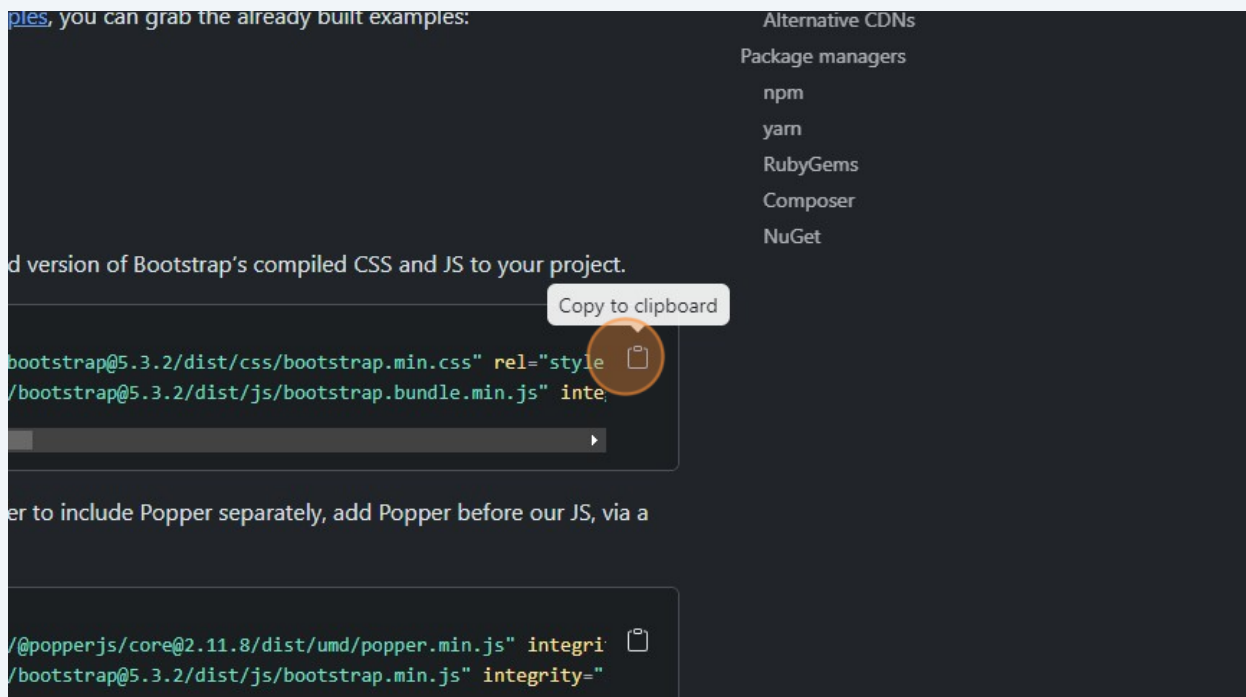 ples, you can grab the already built examples:
Alternative CDNs
Package managers
npm
yarn
RubyGems
Composer
NuGet
d version of Bootstrap's compiled CSS and JS to your project.
Copy to clipboard
bootstrap@5.3.2/dist/css/bootstrap.min.css" rel="style
/bootstrap@5.3.2/dist/js/bootstrap.bundle.min.js" inte
er to include Popper separately, add Popper before our JS, via a
/@popperjs/core@2.11.8/dist/umd/popper.min.js" integri
/bootstrap@5.3.2/dist/js/bootstrap.min.js" integrity="